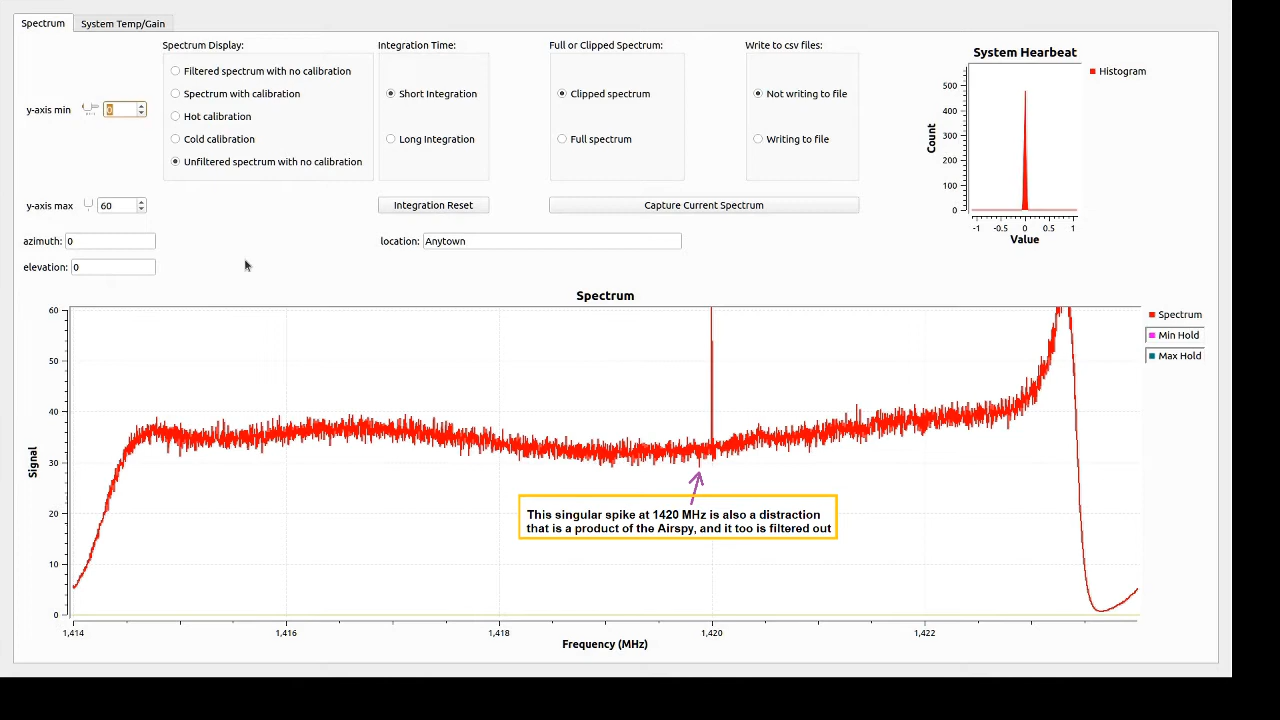 Spectrum
System Temp/Gain
Spectrum Display:
Integration Time:
Full or Clipped Spectrum:
Write to csv files:
System Hearbeat
Filtered spectrum with no calibration
Spectrum with calibration
Hot calibration
Cold calibration
Unfiltered spectrum with no calibration
Short Integration
Long Integration
Clipped spectrum
Full spectrum
Not writing to file
Writing to file
Histogram
Count
500
400
300
200
100
0
-1 -0.5 0 0.5 1
Value
y-axis min 0
y-axis max 60
Integration Reset
Capture Current Spectrum
azimuth: 0
location: Anytown
elevation: 0
Spectrum
Spectrum
Min Hold
Max Hold
Signal
60
50
40
30
20
10
0
This singular spike at 1420 MHz is also a distraction
that is a product of the Airspy, and it too is filtered out
1,414 1,416 1,418 1,420 1,422
Frequency (MHz)